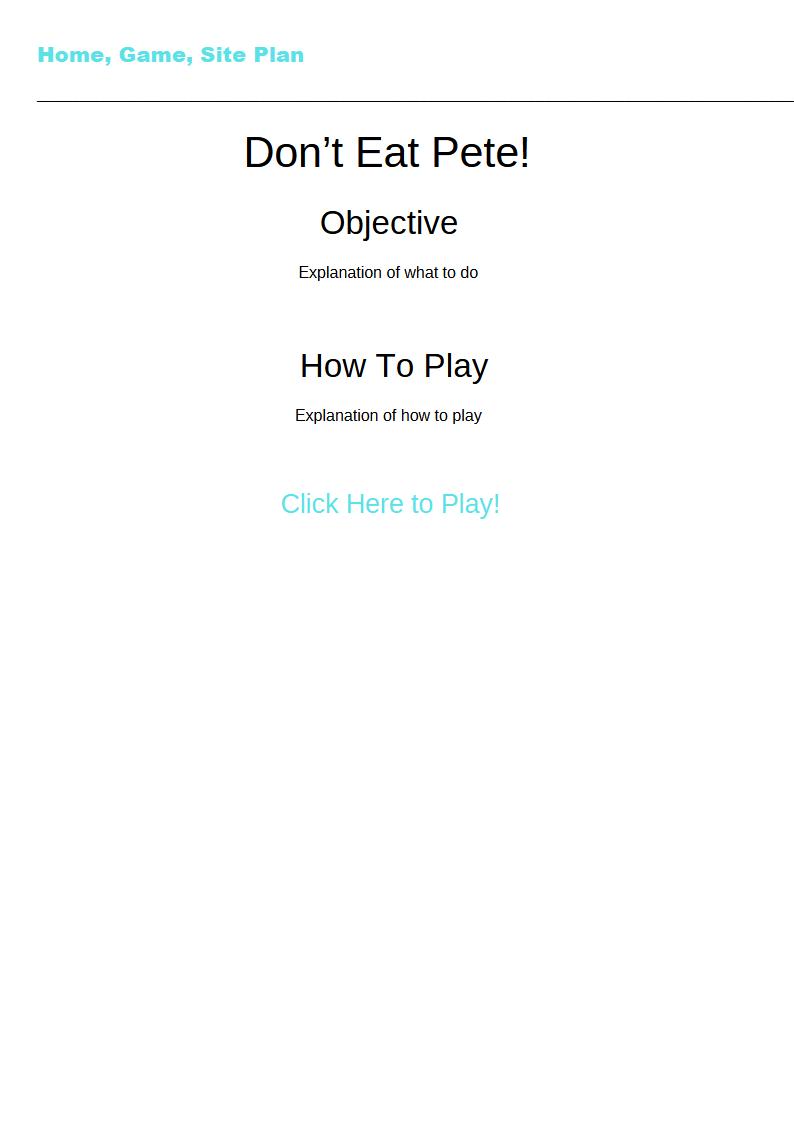 Home, Game, Site Plan
Don’t Eat Pete!
Objective
Explanation of what to do
How To Play
Explanation of how to play
Click Here to Play!